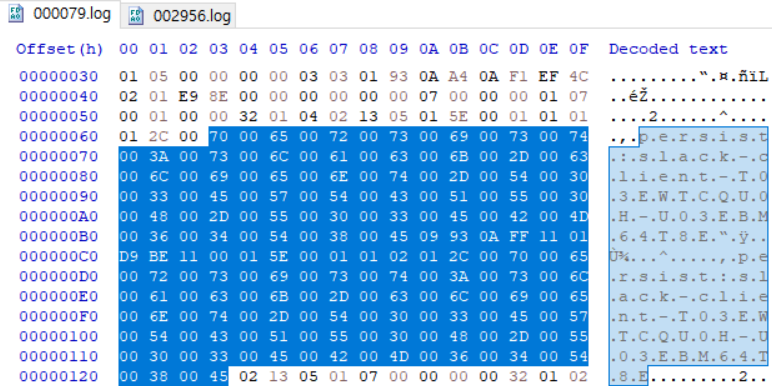 000079.log 002956.log
Offset(h) 00 01 02 03 04 05 06 07 08 09 0A 0B 0C 0D 0E 0F Decoded text
00000030 01 05 00 00 00 00 03 03 01 93 0A A4 0A F1 EF 4C .........“.¤.ñïL
00000040 02 01 E9 8E 00 00 00 00 00 00 07 00 00 00 01 07 ..éŽ............
00000050 00 01 00 00 32 01 04 02 13 05 01 5E 00 01 01 01 ....2......^....
00000060 01 2C 00 70 00 65 00 72 00 73 00 69 00 73 00 74 .,.p.e.r.s.i.s.t
00000070 00 3A 00 73 00 6C 00 61 00 63 00 6B 00 2D 00 63 .:.s.l.a.c.k.-.c
00000080 00 6C 00 69 00 65 00 6E 00 74 00 2D 00 54 00 30 .l.i.e.n.t.-.T.0
00000090 00 33 00 45 00 57 00 54 00 43 00 51 00 55 00 30 .3.E.W.T.C.Q.U.0
000000A0 00 48 00 2D 00 55 00 30 00 33 00 45 00 42 00 4D .H.-.U.0.3.E.B.M
000000B0 00 36 00 34 00 54 00 38 00 45 09 93 0A FF 11 01 .6.4.T.8.E.“.ÿ..
000000C0 D9 BE 11 00 01 5E 00 01 01 02 01 2C 00 70 00 65 Ù¾...^.....,.p.e
000000D0 00 72 00 73 00 69 00 73 00 74 00 3A 00 73 00 6C .r.s.i.s.t.:.s.l
000000E0 00 61 00 63 00 6B 00 2D 00 63 00 6C 00 69 00 65 .a.c.k.-.c.l.i.e
000000F0 00 6E 00 74 00 2D 00 54 00 30 00 33 00 45 00 57 .n.t.-.T.0.3.E.W
00000100 00 54 00 43 00 51 00 55 00 30 00 48 00 2D 00 55 .T.C.Q.U.0.H.-.U
00000110 00 30 00 33 00 45 00 42 00 4D 00 36 00 34 00 54 .0.3.E.B.M.6.4.T
00000120 00 38 00 45 02 13 05 01 07 00 00 00 00 32 01 02 .8.E.........2..